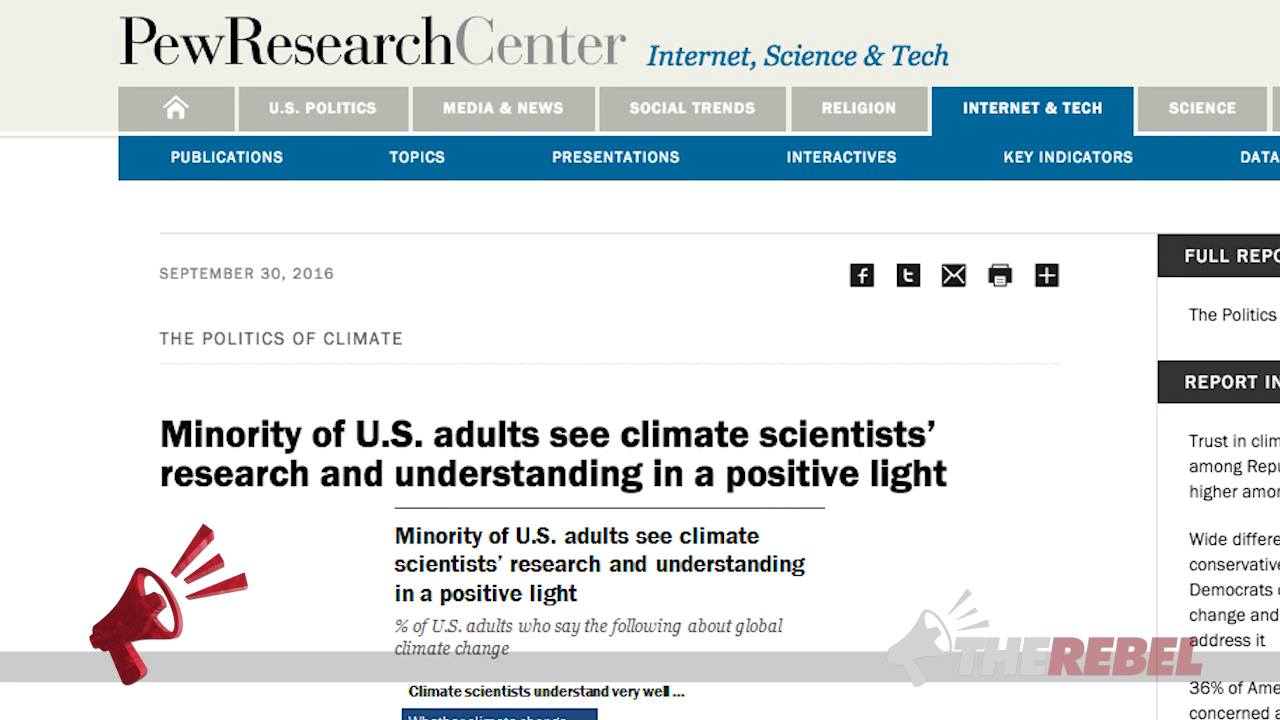 PewResearchCenter Internet, Science & Tech
U.S. POLITICS MEDIA & NEWS SOCIAL TRENDS RELIGION INTERNET & TECH SCIENCE
PUBLICATIONS TOPICS PRESENTATIONS INTERACTIVES KEY INDICATORS DATA
FULL REPO
SEPTEMBER 30, 2016
The Politics
THE POLITICS OF CLIMATE
REPORT IN
Minority of U.S. adults see climate scientists’
research and understanding in a positive light
Trust in clim
among Repu
higher amon
Minority of U.S. adults see climate
scientists’ research and understanding
in a positive light
% of U.S. adults who say the following about global
climate change
Wide differe
conservative
Democrats o
change and
address it
THEREBEL
Climate scientists understand very well ...
36% of Ame
concerned a
Whether climate change